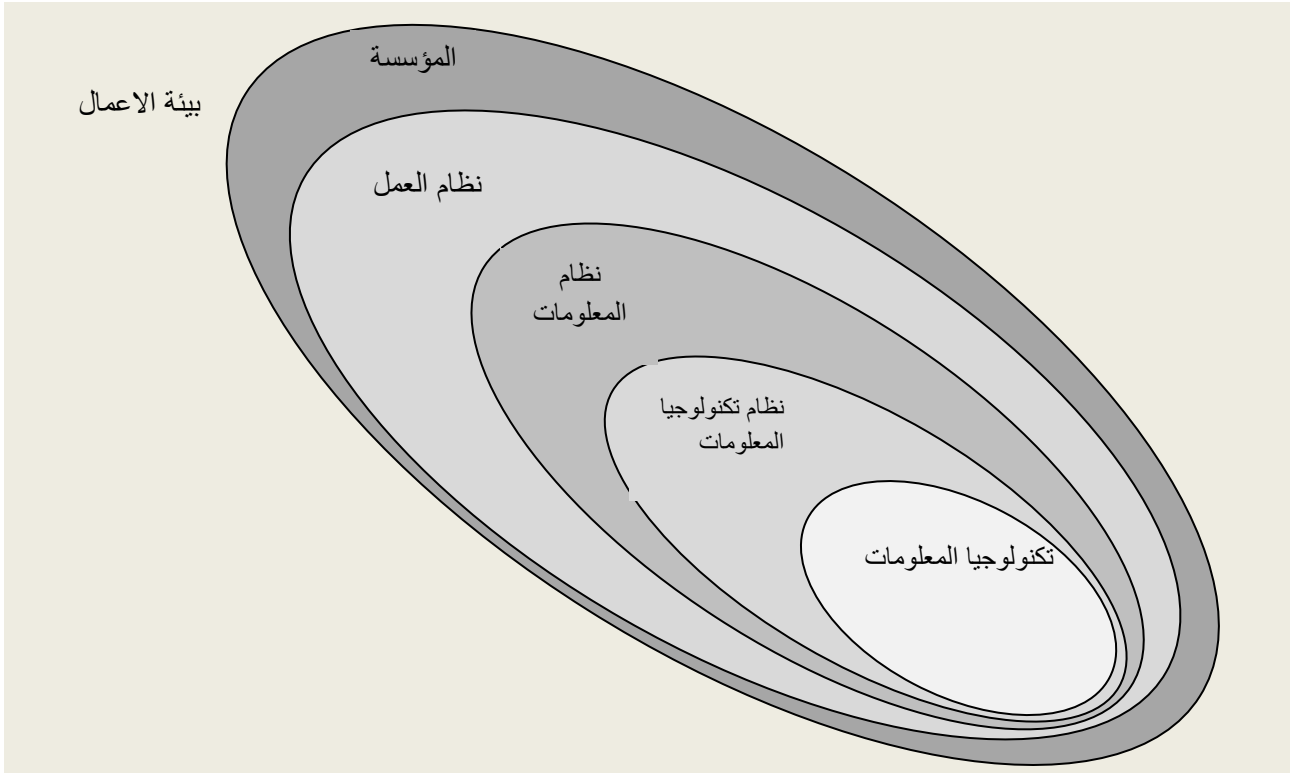 المؤسسة
بيئة الاعمال
نظام العمل
نظام
المعلومات
نظام تكنولوجيا
المعلومات
تكنولوجيا المعلومات